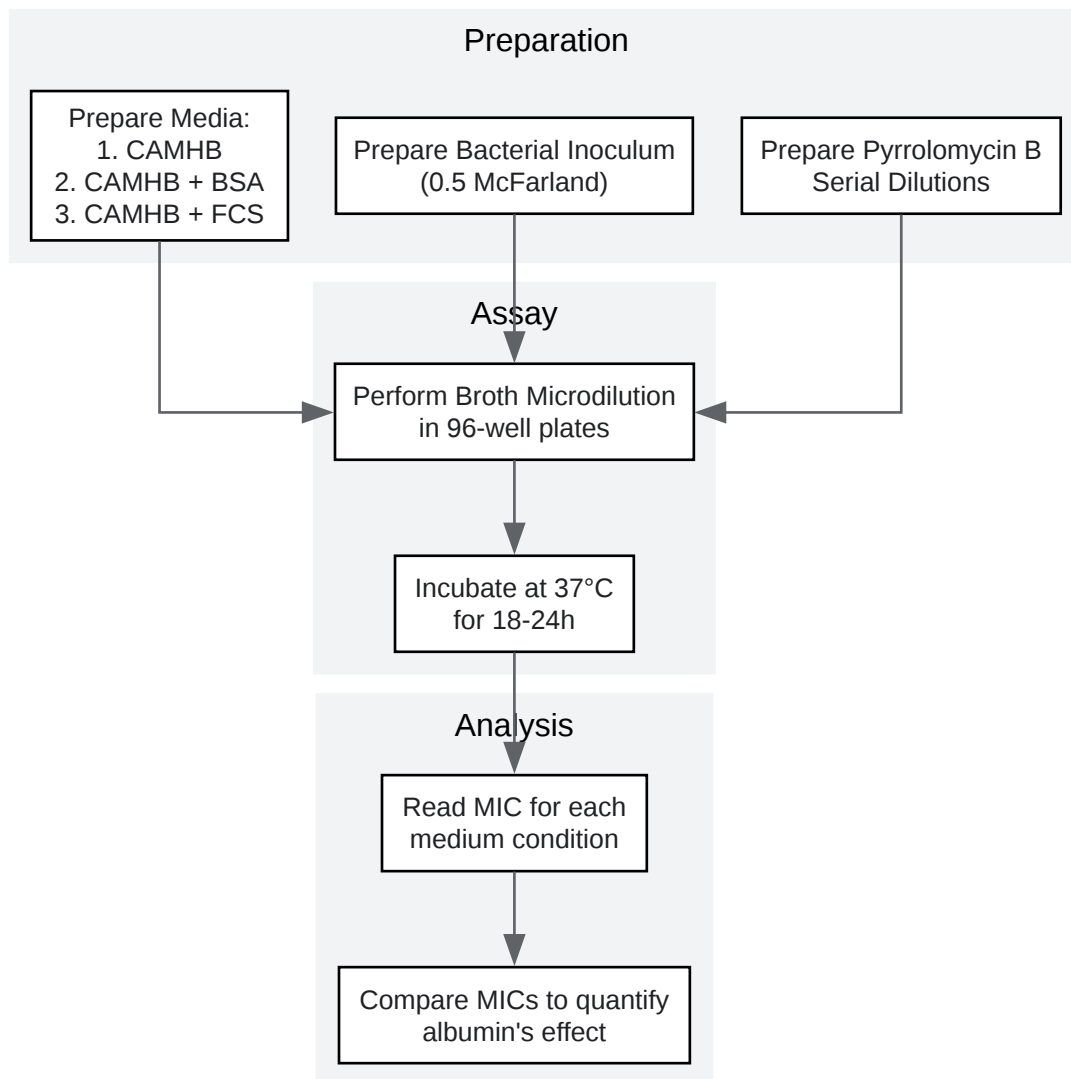 Preparation
Prepare Media:
1. CAMHB
2. CAMHB + BSA
3. CAMHB + FCS
Prepare Bacterial Inoculum
(0.5 McFarland)
Prepare Pyrrolomycin B
Serial Dilutions
Assay
Perform Broth Microdilution
in 96-well plates
Incubate at 37°C
for 18-24h
Analysis
Read MIC for each
medium condition
Compare MICs to quantify
albumin's effect